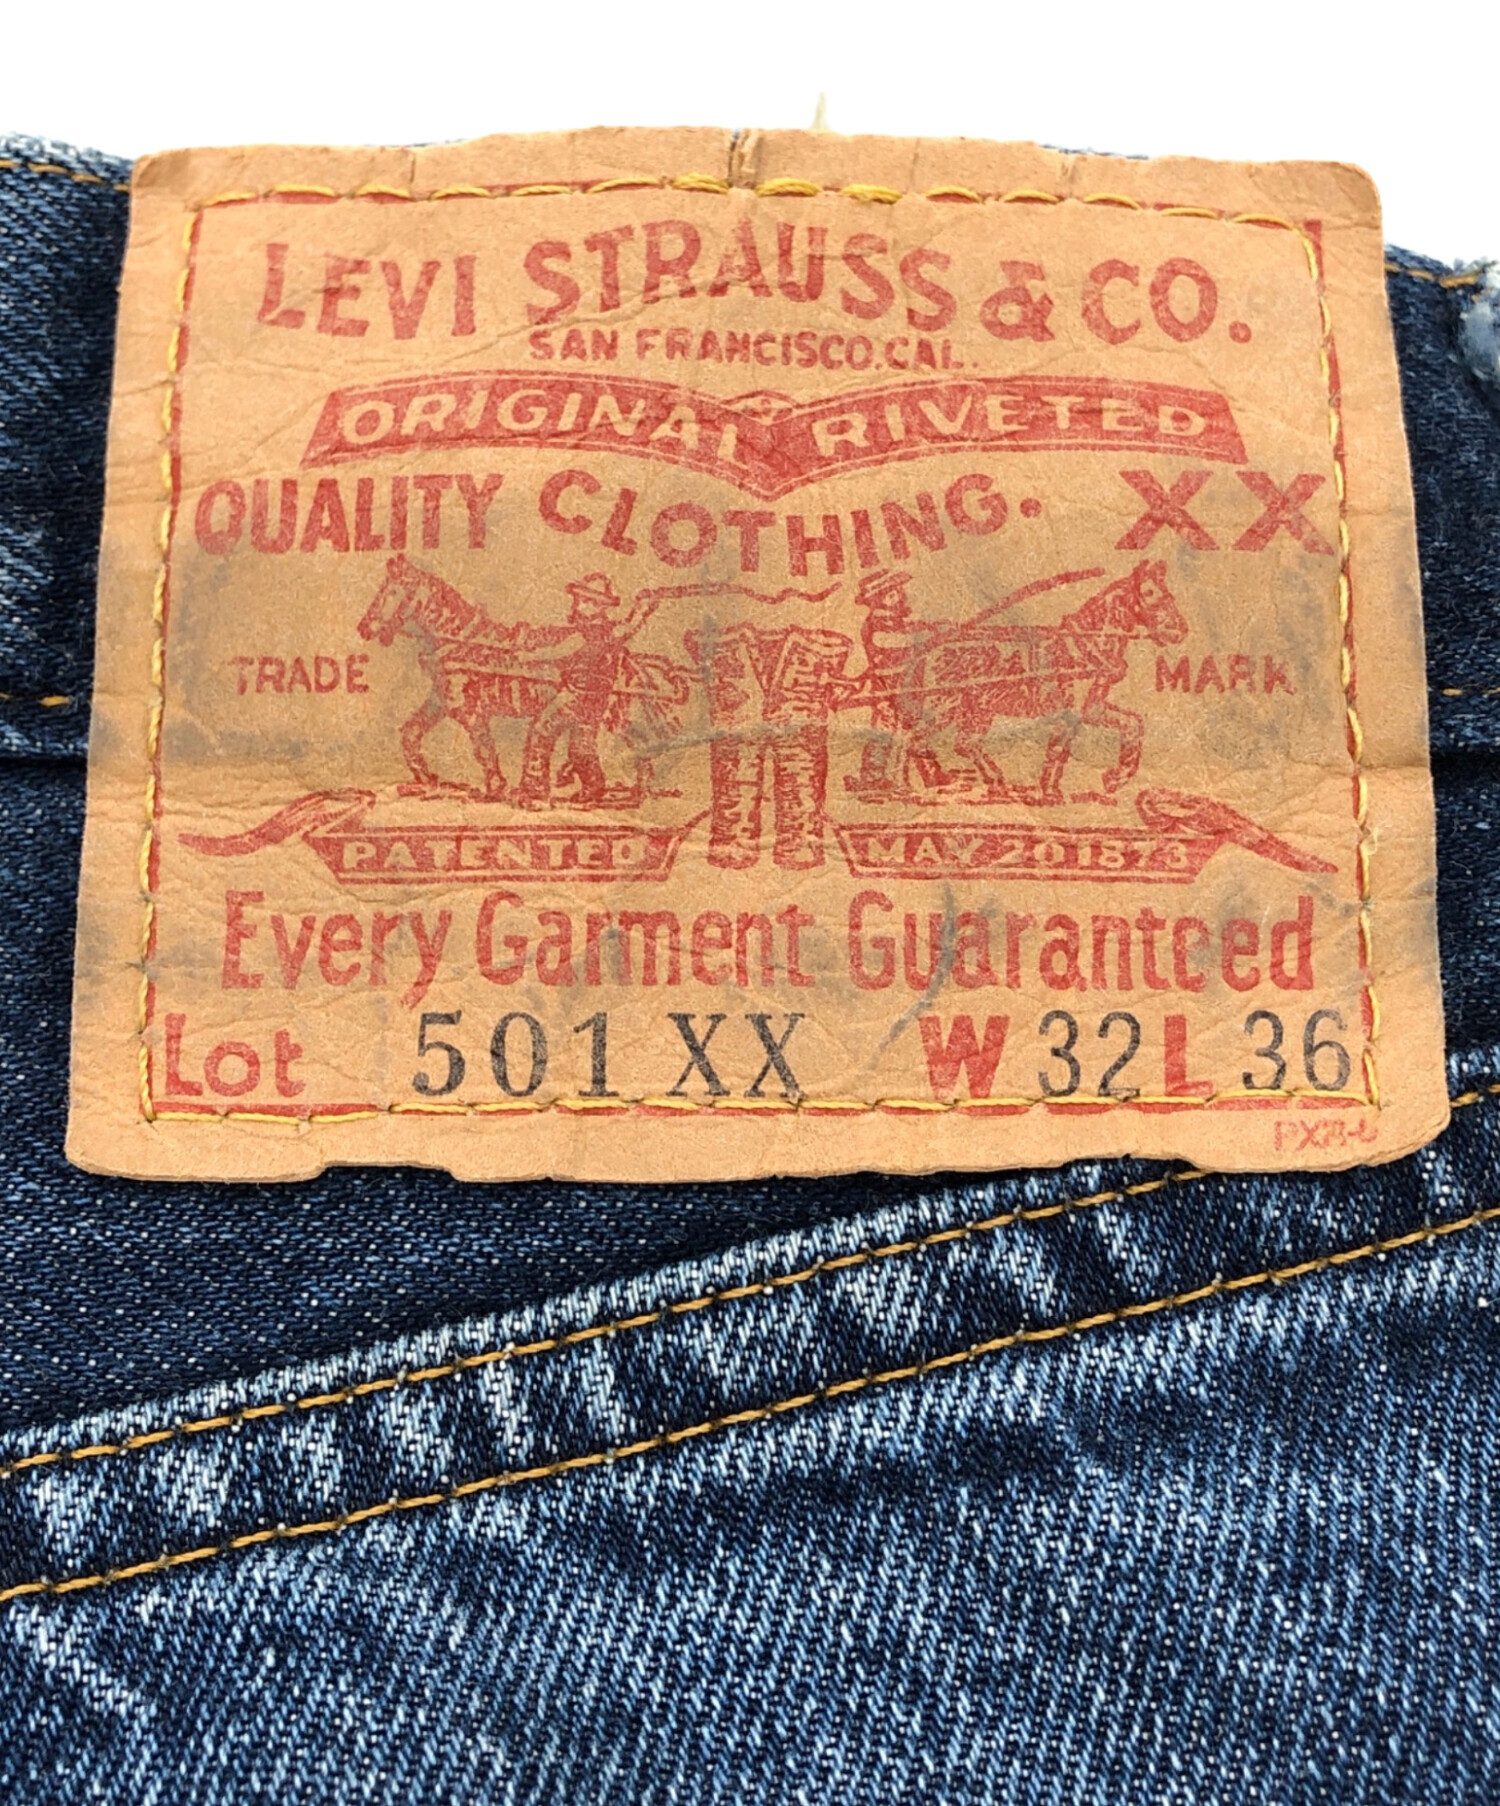 LEVI STRAUSS & CO.
SAN FRANCISCO.CAL.
ORIGINAL RIVETED
QUALITY CLOTHING. XX
TRADE MARK
PATENTED MAY 20 1873
Every Garment Guaranteed
Lot 501 XX W 32 L 36